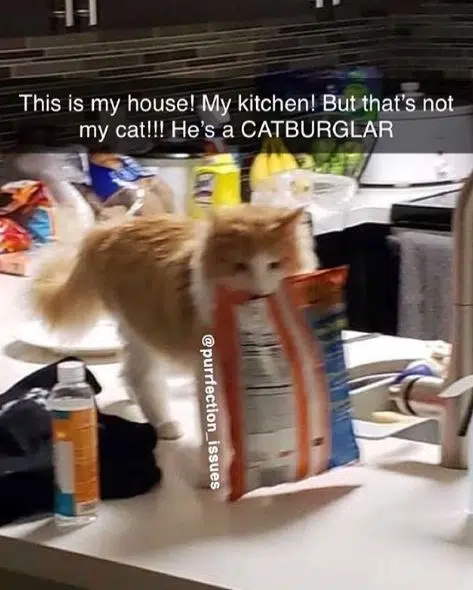 This is my house! My kitchen! But that's not
my cat!!! He's a CATBURGLAR
@purrfection_issues